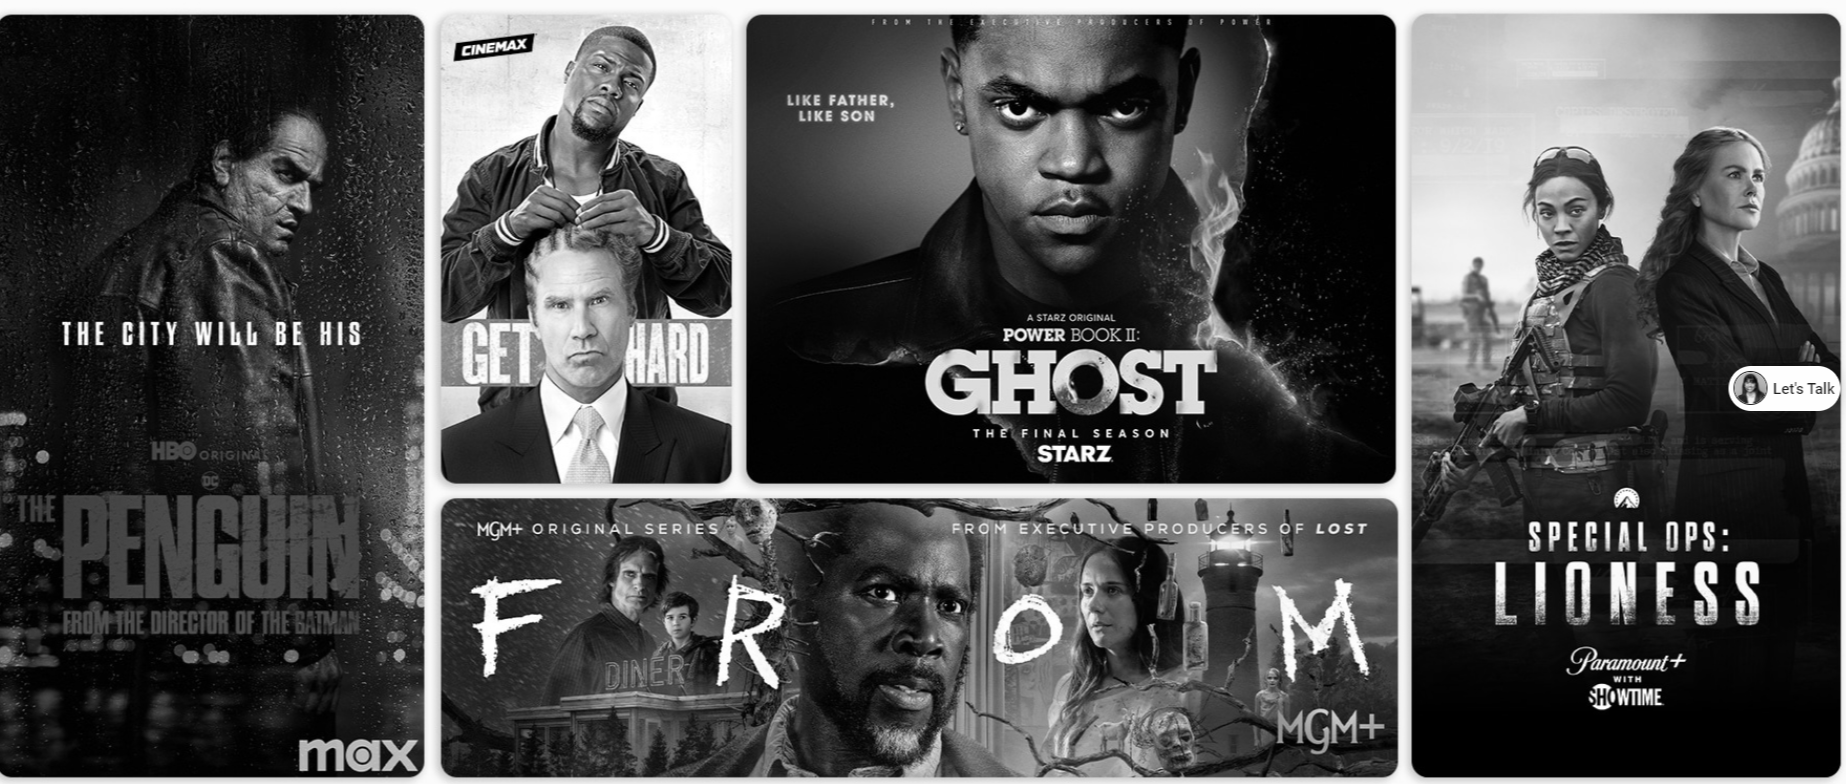 THE CITY WILL BE HIS
HBO ORIGINAL
DC
THE
PENGUIN
FROM THE DIRECTOR OF THE BATMAN
max
CINEMAX
GET HARD
FROM THE EXECUTIVE PRODUCERS OF POWER
LIKE FATHER,
LIKE SON
A STARZ ORIGINAL
POWER BOOK II:
GHOST
THE FINAL SEASON
STARZ
MGM+ ORIGINAL SERIES
FROM EXECUTIVE PRODUCERS OF LOST
FROM
DINER
MGM+
Let's Talk
SPECIAL OPS:
LIONESS
Paramount+
WITH
SHOWTIME